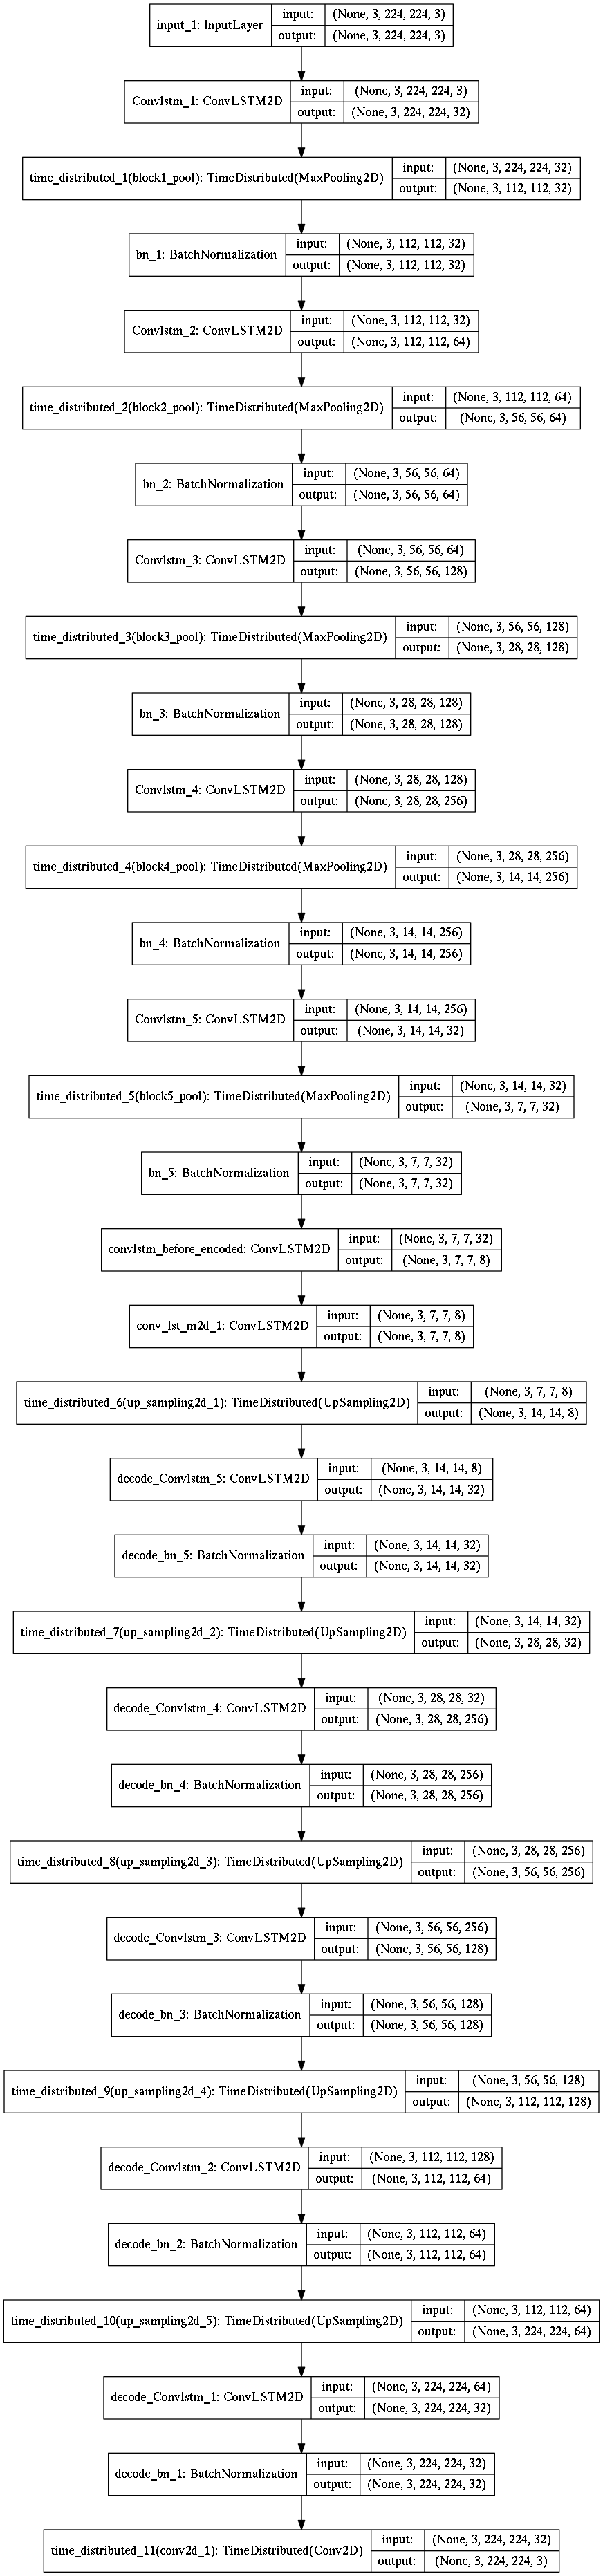 input_1: InputLayer
input: (None, 3, 224, 224, 3)
output: (None, 3, 224, 224, 3)
Convlstm_1: ConvLSTM2D
input: (None, 3, 224, 224, 3)
output: (None, 3, 224, 224, 32)
time_distributed_1(block1_pool): TimeDistributed(MaxPooling2D)
input: (None, 3, 224, 224, 32)
output: (None, 3, 112, 112, 32)
bn_1: BatchNormalization
input: (None, 3, 112, 112, 32)
output: (None, 3, 112, 112, 32)
Convlstm_2: ConvLSTM2D
input: (None, 3, 112, 112, 32)
output: (None, 3, 112, 112, 64)
time_distributed_2(block2_pool): TimeDistributed(MaxPooling2D)
input: (None, 3, 112, 112, 64)
output: (None, 3, 56, 56, 64)
bn_2: BatchNormalization
input: (None, 3, 56, 56, 64)
output: (None, 3, 56, 56, 64)
Convlstm_3: ConvLSTM2D
input: (None, 3, 56, 56, 64)
output: (None, 3, 56, 56, 128)
time_distributed_3(block3_pool): TimeDistributed(MaxPooling2D)
input: (None, 3, 56, 56, 128)
output: (None, 3, 28, 28, 128)
bn_3: BatchNormalization
input: (None, 3, 28, 28, 128)
output: (None, 3, 28, 28, 128)
Convlstm_4: ConvLSTM2D
input: (None, 3, 28, 28, 128)
output: (None, 3, 28, 28, 256)
time_distributed_4(block4_pool): TimeDistributed(MaxPooling2D)
input: (None, 3, 28, 28, 256)
output: (None, 3, 14, 14, 256)
bn_4: BatchNormalization
input: (None, 3, 14, 14, 256)
output: (None, 3, 14, 14, 256)
Convlstm_5: ConvLSTM2D
input: (None, 3, 14, 14, 256)
output: (None, 3, 14, 14, 32)
time_distributed_5(block5_pool): TimeDistributed(MaxPooling2D)
input: (None, 3, 14, 14, 32)
output: (None, 3, 7, 7, 32)
bn_5: BatchNormalization
input: (None, 3, 7, 7, 32)
output: (None, 3, 7, 7, 32)
convlstm_before_encoded: ConvLSTM2D
input: (None, 3, 7, 7, 32)
output: (None, 3, 7, 7, 8)
conv_lst_m2d_1: ConvLSTM2D
input: (None, 3, 7, 7, 8)
output: (None, 3, 7, 7, 8)
time_distributed_6(up_sampling2d_1): TimeDistributed(UpSampling2D)
input: (None, 3, 7, 7, 8)
output: (None, 3, 14, 14, 8)
decode_Convlstm_5: ConvLSTM2D
input: (None, 3, 14, 14, 8)
output: (None, 3, 14, 14, 32)
decode_bn_5: BatchNormalization
input: (None, 3, 14, 14, 32)
output: (None, 3, 14, 14, 32)
time_distributed_7(up_sampling2d_2): TimeDistributed(UpSampling2D)
input: (None, 3, 14, 14, 32)
output: (None, 3, 28, 28, 32)
decode_Convlstm_4: ConvLSTM2D
input: (None, 3, 28, 28, 32)
output: (None, 3, 28, 28, 256)
decode_bn_4: BatchNormalization
input: (None, 3, 28, 28, 256)
output: (None, 3, 28, 28, 256)
time_distributed_8(up_sampling2d_3): TimeDistributed(UpSampling2D)
input: (None, 3, 28, 28, 256)
output: (None, 3, 56, 56, 256)
decode_Convlstm_3: ConvLSTM2D
input: (None, 3, 56, 56, 256)
output: (None, 3, 56, 56, 128)
decode_bn_3: BatchNormalization
input: (None, 3, 56, 56, 128)
output: (None, 3, 56, 56, 128)
time_distributed_9(up_sampling2d_4): TimeDistributed(UpSampling2D)
input: (None, 3, 56, 56, 128)
output: (None, 3, 112, 112, 128)
decode_Convlstm_2: ConvLSTM2D
input: (None, 3, 112, 112, 128)
output: (None, 3, 112, 112, 64)
decode_bn_2: BatchNormalization
input: (None, 3, 112, 112, 64)
output: (None, 3, 112, 112, 64)
time_distributed_10(up_sampling2d_5): TimeDistributed(UpSampling2D)
input: (None, 3, 112, 112, 64)
output: (None, 3, 224, 224, 64)
decode_Convlstm_1: ConvLSTM2D
input: (None, 3, 224, 224, 64)
output: (None, 3, 224, 224, 32)
decode_bn_1: BatchNormalization
input: (None, 3, 224, 224, 32)
output: (None, 3, 224, 224, 32)
time_distributed_11(conv2d_1): TimeDistributed(Conv2D)
input: (None, 3, 224, 224, 32)
output: (None, 3, 224, 224, 3)